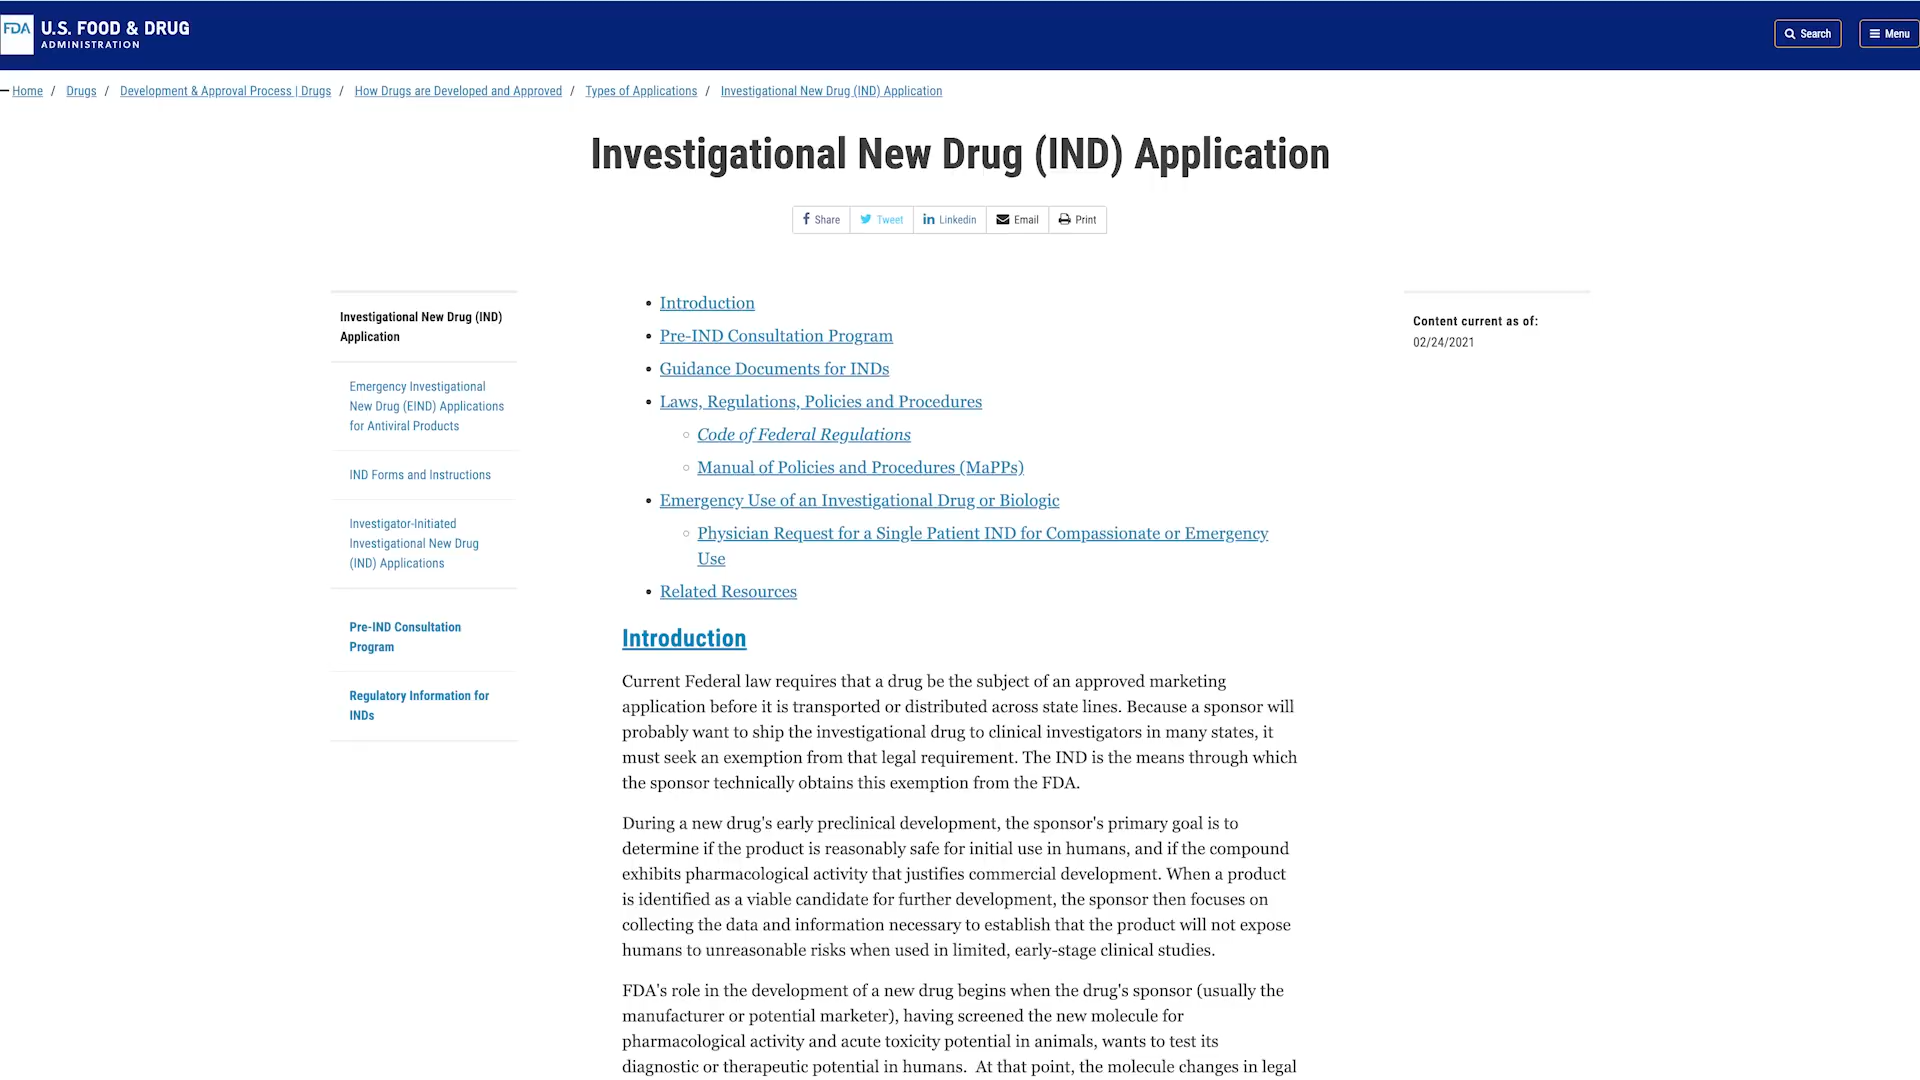 FDA U.S. FOOD & DRUG
ADMINISTRATION
Search
Menu
Home / Drugs / Development & Approval Process | Drugs / How Drugs are Developed and Approved / Types of Applications / Investigational New Drug (IND) Application
Investigational New Drug (IND) Application
Share
Tweet
Linkedin
Email
Print
Investigational New Drug (IND)
Application
Emergency Investigational
New Drug (EIND) Applications
for Antiviral Products
IND Forms and Instructions
Investigator-Initiated
Investigational New Drug
(IND) Applications
Pre-IND Consultation
Program
Regulatory Information for
INDs
• Introduction
• Pre-IND Consultation Program
• Guidance Documents for INDs
• Laws, Regulations, Policies and Procedures
◦ Code of Federal Regulations
◦ Manual of Policies and Procedures (MaPPs)
• Emergency Use of an Investigational Drug or Biologic
◦ Physician Request for a Single Patient IND for Compassionate or Emergency
Use
• Related Resources
Introduction
Current Federal law requires that a drug be the subject of an approved marketing
application before it is transported or distributed across state lines. Because a sponsor will
probably want to ship the investigational drug to clinical investigators in many states, it
must seek an exemption from that legal requirement. The IND is the means through which
the sponsor technically obtains this exemption from the FDA.
During a new drug's early preclinical development, the sponsor's primary goal is to
determine if the product is reasonably safe for initial use in humans, and if the compound
exhibits pharmacological activity that justifies commercial development. When a product
is identified as a viable candidate for further development, the sponsor then focuses on
collecting the data and information necessary to establish that the product will not expose
humans to unreasonable risks when used in limited, early-stage clinical studies.
FDA's role in the development of a new drug begins when the drug's sponsor (usually the
manufacturer or potential marketer), having screened the new molecule for
pharmacological activity and acute toxicity potential in animals, wants to test its
diagnostic or therapeutic potential in humans.  At that point, the molecule changes in legal
Content current as of:
02/24/2021